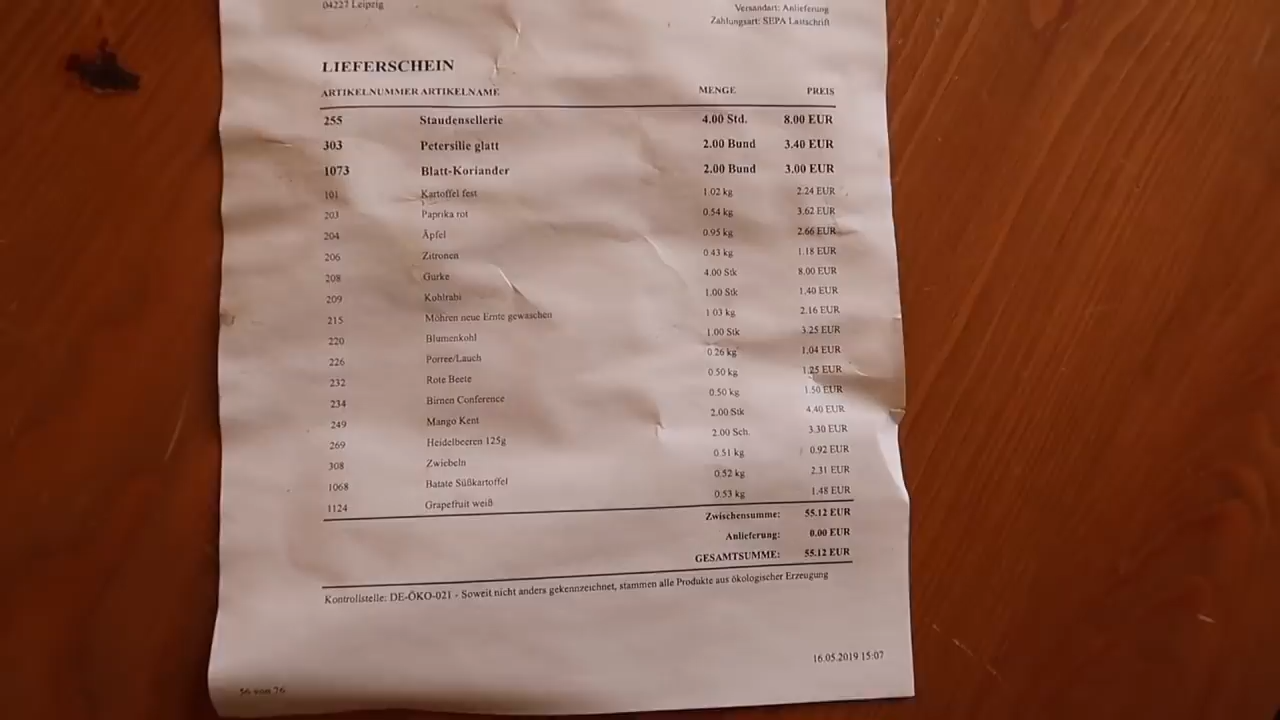 04227 Leipzig
Versandart: Anlieferung
Zahlungsart: SEPA Lastschrift
LIEFERSCHEIN
ARTIKELNUMMER ARTIKELNAME MENGE PREIS
255 Staudensellerie 4.00 Std. 8.00 EUR
303 Petersilie glatt 2.00 Bund 3.40 EUR
1073 Blatt-Koriander 2.00 Bund 3.00 EUR
101 Kartoffel fest 1.02 kg 2.24 EUR
203 Paprika rot 0.54 kg 3.62 EUR
204 Äpfel 0.95 kg 2.66 EUR
206 Zitronen 0.43 kg 1.18 EUR
208 Gurke 4.00 Stk 8.00 EUR
209 Kohlrabi 1.00 Stk 1.40 EUR
215 Möhren neue Ernte gewaschen 1.03 kg 2.16 EUR
220 Blumenkohl 1.00 Stk 3.25 EUR
226 Porree/Lauch 0.26 kg 1.04 EUR
232 Rote Beete 0.50 kg 1.25 EUR
234 Birnen Conference 0.50 kg 1.50 EUR
249 Mango Kent 2.00 Stk 4.40 EUR
269 Heidelbeeren 125g 2.00 Sch. 3.30 EUR
308 Zwiebeln 0.51 kg 0.92 EUR
1068 Batate Süßkartoffel 0.52 kg 2.31 EUR
1124 Grapefruit weiß 0.53 kg 1.48 EUR
Zwischensumme: 55.12 EUR
Anlieferung: 0.00 EUR
GESAMTSUMME: 55.12 EUR
Kontrollstelle: DE-ÖKO-021 - Soweit nicht anders gekennzeichnet, stammen alle Produkte aus ökologischer Erzeugung
16.05.2019 15:07
56 von 76